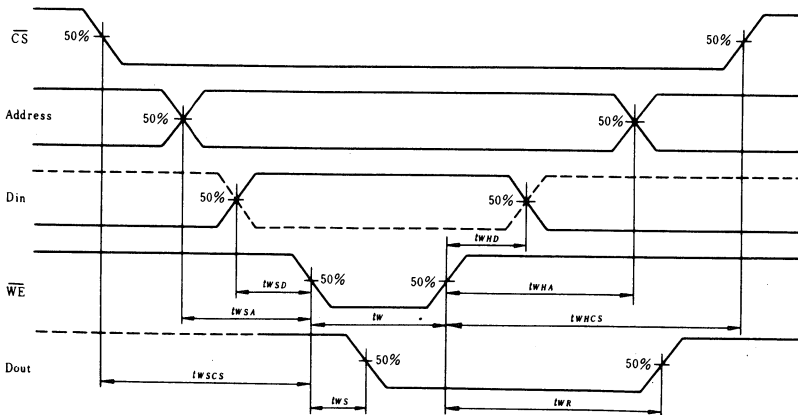 CS
50%
50%
Address
50%
50%
Din
50%
50%
tWHD
WE
50%
50%
tWSD
tWHA
tWSA
tW
tWHCS
Dout
50%
50%
tWSCS
tWS
tWR